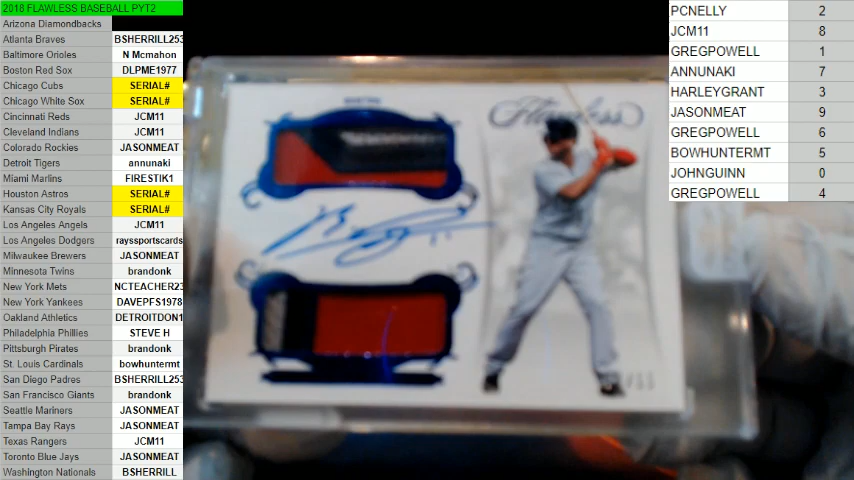 2018 FLAWLESS BASEBALL PYT2
Arizona Diamondbacks
Atlanta Braves BSHERRILL253
Baltimore Orioles N Mcmahon
Boston Red Sox DLPME1977
Chicago Cubs SERIAL#
Chicago White Sox SERIAL#
Cincinnati Reds JCM11
Cleveland Indians JCM11
Colorado Rockies JASONMEAT
Detroit Tigers annunaki
Miami Marlins FIRESTIK1
Houston Astros SERIAL#
Kansas City Royals SERIAL#
Los Angeles Angels JCM11
Los Angeles Dodgers rayssportscards
Milwaukee Brewers JASONMEAT
Minnesota Twins brandonk
New York Mets NCTEACHER23
New York Yankees DAVEPFS1978
Oakland Athletics DETROITDON1
Philadelphia Phillies STEVE H
Pittsburgh Pirates brandonk
St. Louis Cardinals bowhuntermt
San Diego Padres BSHERRILL253
San Francisco Giants brandonk
Seattle Mariners JASONMEAT
Tampa Bay Rays JASONMEAT
Texas Rangers JCM11
Toronto Blue Jays JASONMEAT
Washington Nationals BSHERRILL
Flawless
PCNELLY 2
JCM11 8
GREGPOWELL 1
ANNUNAKI 7
HARLEYGRANT 3
JASONMEAT 9
GREGPOWELL 6
BOWHUNTERMT 5
JOHNGUINN 0
GREGPOWELL 4